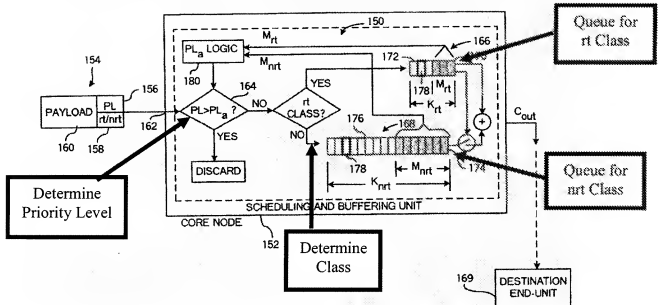 150
Queue for
rt Class
M_rt
M_nrt
166
PL_a LOGIC
180
172
178
M_rt
K_rt
154
156
PAYLOAD
PL
rt/nrt
160
158
162
164
PL>PL_a ?
NO
YES
DISCARD
rt
CLASS?
YES
NO
176
168
178
M_nrt
K_nrt
174
+
C_out
Queue for
nrt Class
Determine
Priority Level
SCHEDULING AND BUFFERING UNIT
CORE NODE
152
Determine
Class
169
DESTINATION
END-UNIT